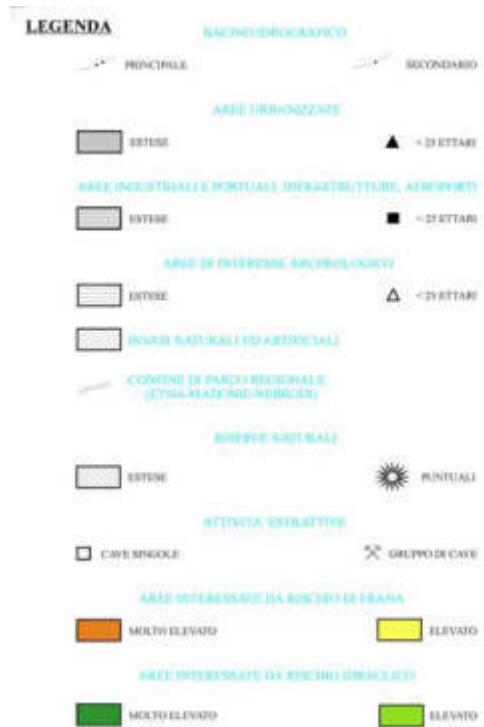 LEGENDA
BACINO IDROGRAFICO
PRINCIPALE SECONDARIO
AREE URBANIZZATE
ESTESE < 25 ETTARI
AREE INDUSTRIALI E PORTUALI, INFRASTRUTTURE, AEROPORTI
ESTESE < 25 ETTARI
AREE DI INTERESSE ARCHEOLOGICO
ESTESE < 25 ETTARI
INVASI NATURALI ED ARTIFICIALI
CONFINE DI PARCO REGIONALE
(ETNA-MADONIE-NEBRODI)
RISERVE NATURALI
ESTESE PUNTUALI
ATTIVITA' ESTRATTIVE
CAVE SINGOLE GRUPPO DI CAVE
AREE INTERESSATE DA RISCHIO DI FRANA
MOLTO ELEVATO ELEVATO
AREE INTERESSATE DA RISCHIO IDRAULICO
MOLTO ELEVATO ELEVATO